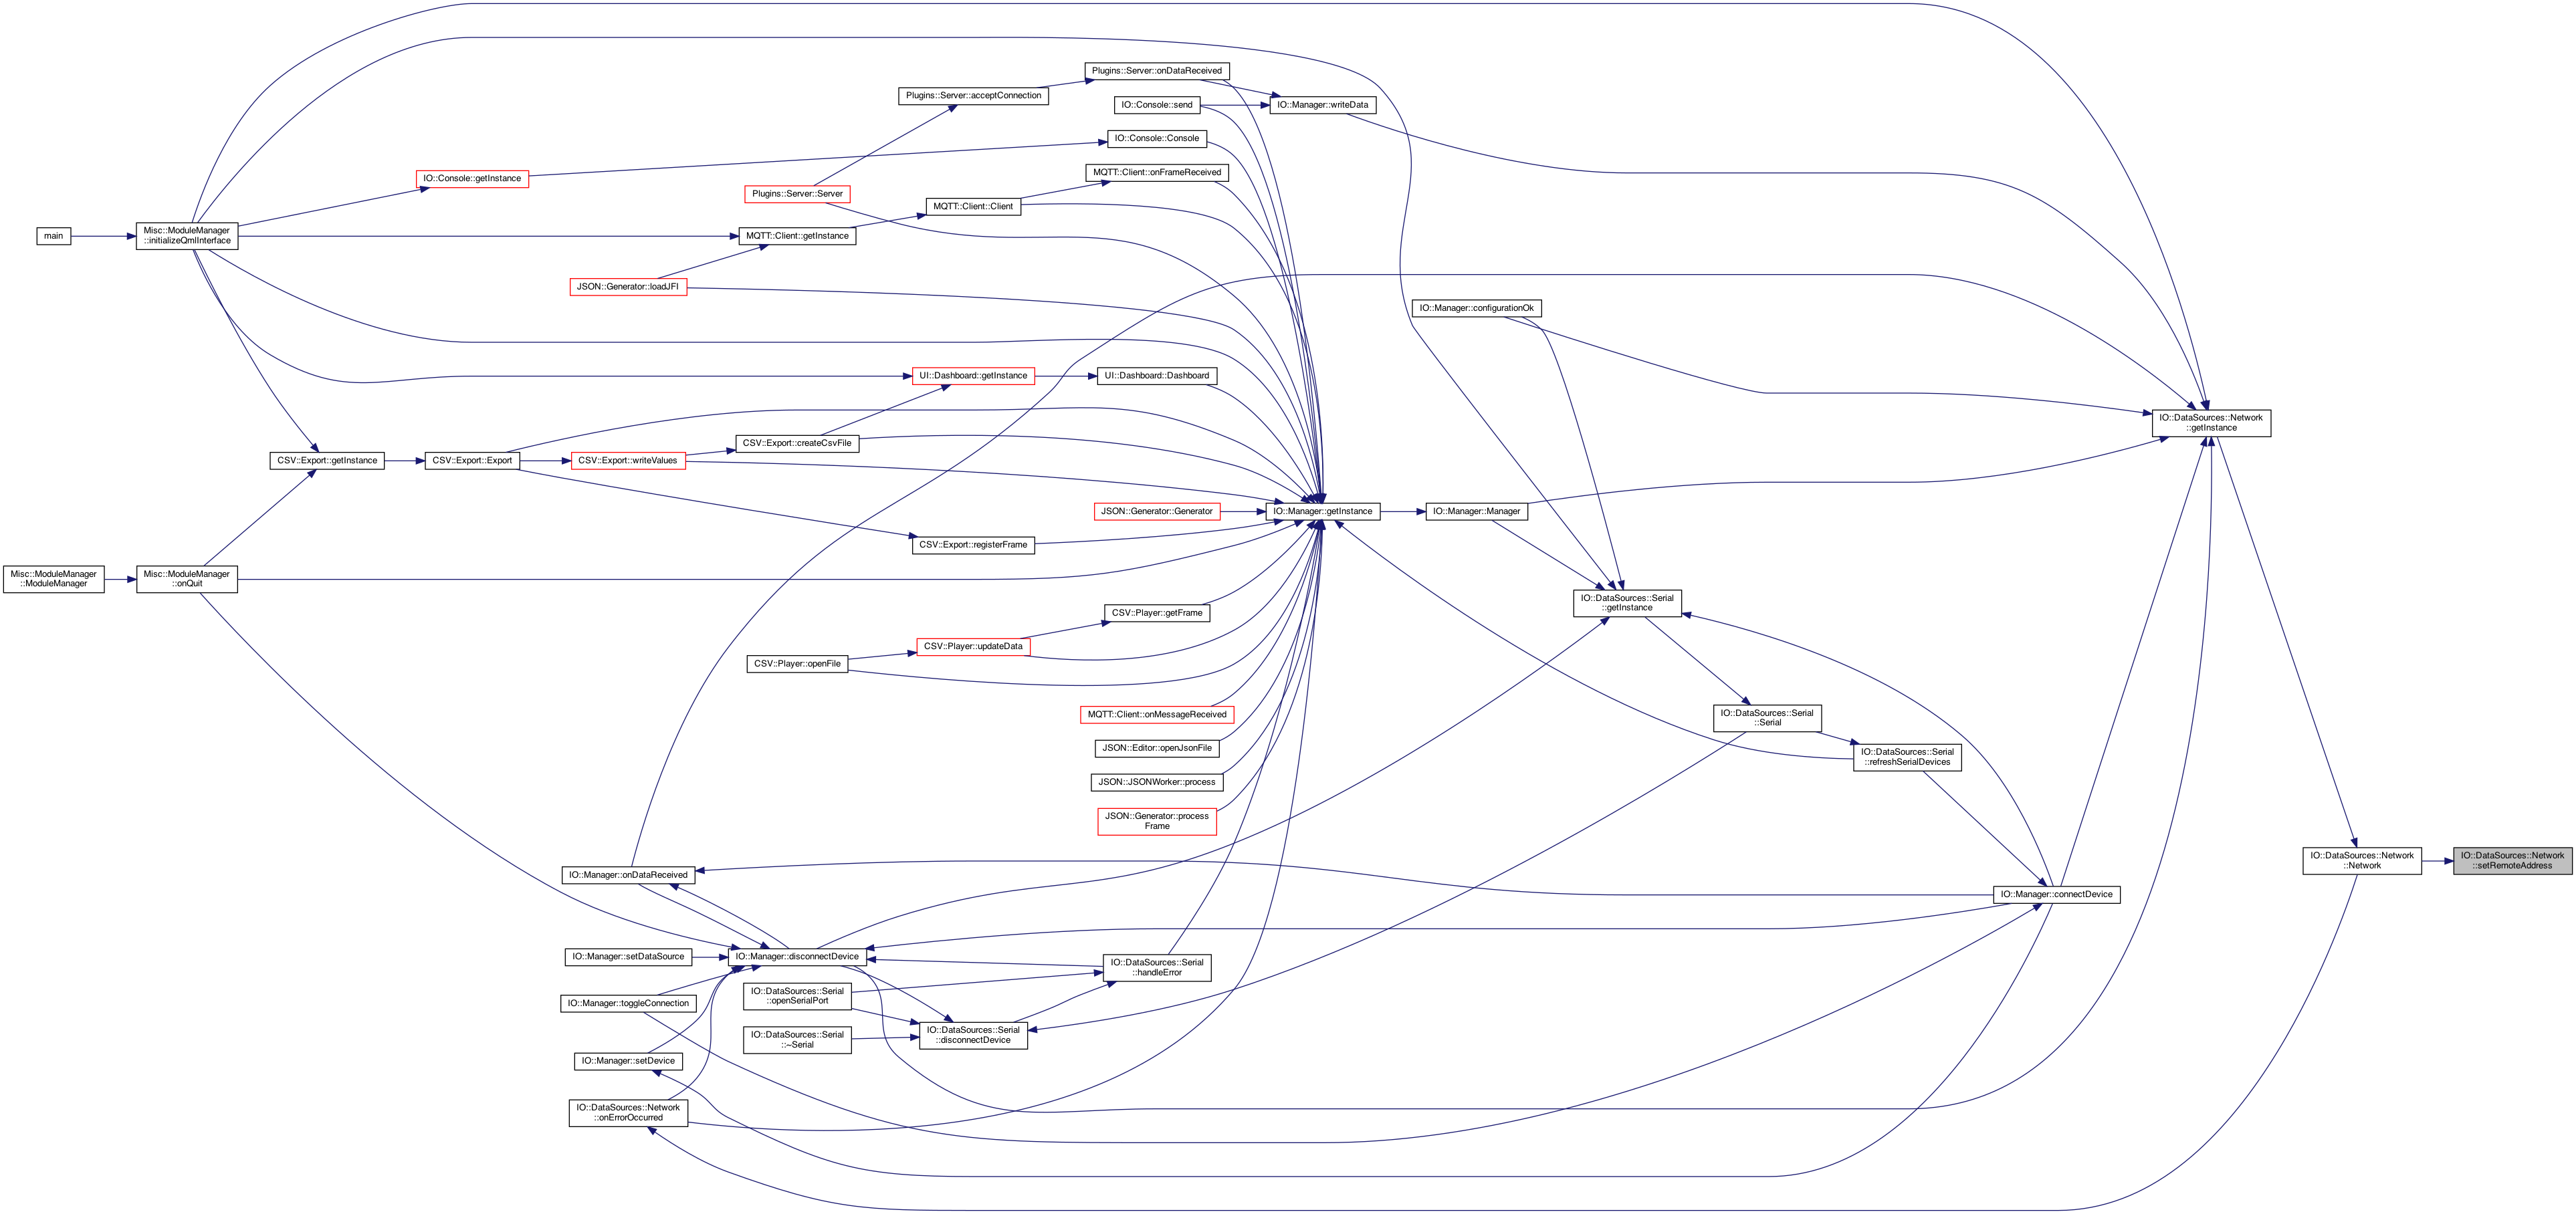 Plugins::Server::onDataReceived
Plugins::Server::acceptConnection
IO::Console::send
IO::Manager::writeData
IO::Console::Console
MQTT::Client::onFrameReceived
IO::Console::getInstance
Plugins::Server::Server
MQTT::Client::Client
main
Misc::ModuleManager
::initializeQmlInterface
MQTT::Client::getInstance
JSON::Generator::loadJFI
IO::Manager::configurationOk
UI::Dashboard::getInstance
UI::Dashboard::Dashboard
IO::DataSources::Network
::getInstance
CSV::Export::createCsvFile
CSV::Export::getInstance
CSV::Export::Export
CSV::Export::writeValues
JSON::Generator::Generator
IO::Manager::getInstance
IO::Manager::Manager
CSV::Export::registerFrame
Misc::ModuleManager
::ModuleManager
Misc::ModuleManager
::onQuit
IO::DataSources::Serial
::getInstance
CSV::Player::getFrame
CSV::Player::updateData
CSV::Player::openFile
MQTT::Client::onMessageReceived
IO::DataSources::Serial
::Serial
JSON::Editor::openJsonFile
IO::DataSources::Serial
::refreshSerialDevices
JSON::JSONWorker::process
JSON::Generator::process
Frame
IO::DataSources::Network
::Network
IO::DataSources::Network
::setRemoteAddress
IO::Manager::onDataReceived
IO::Manager::connectDevice
IO::Manager::setDataSource
IO::Manager::disconnectDevice
IO::DataSources::Serial
::handleError
IO::Manager::toggleConnection
IO::DataSources::Serial
::openSerialPort
IO::DataSources::Serial
::~Serial
IO::DataSources::Serial
::disconnectDevice
IO::Manager::setDevice
IO::DataSources::Network
::onErrorOccurred